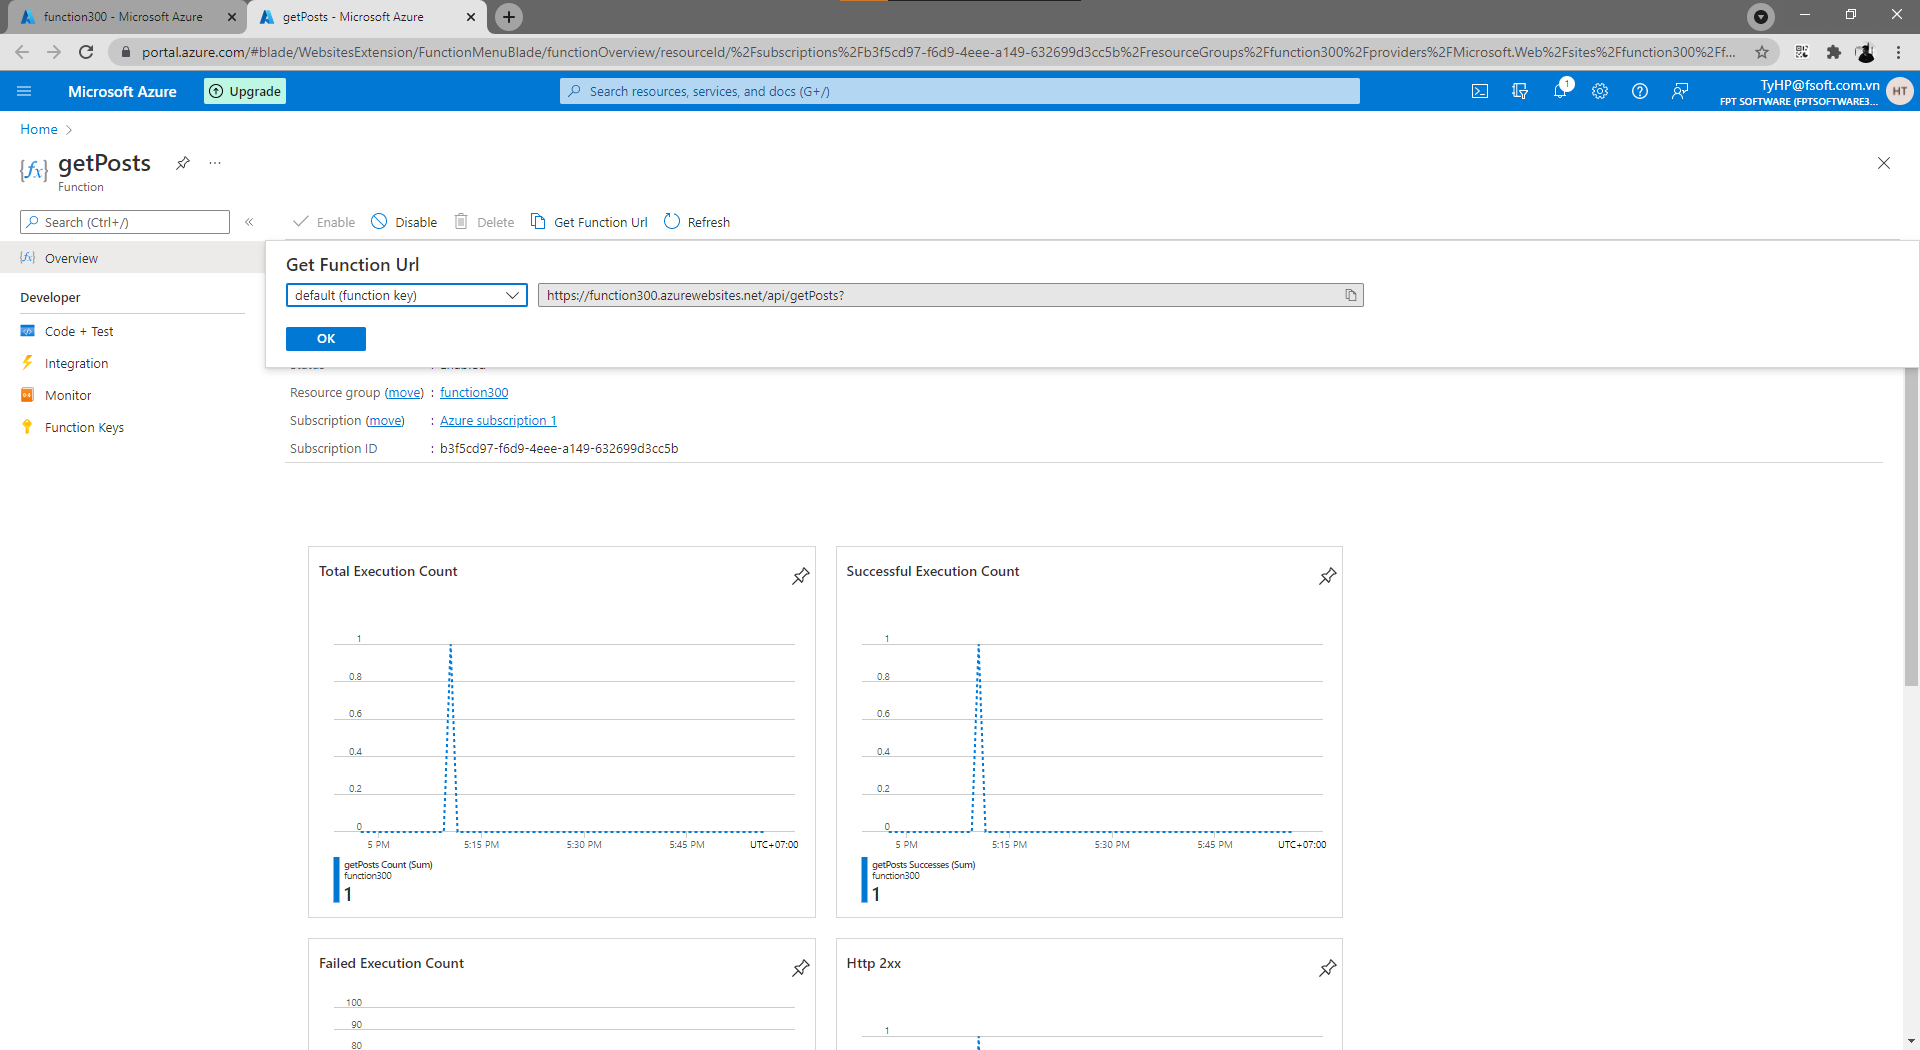 function300 - Microsoft Azure
getPosts - Microsoft Azure
portal.azure.com/#blade/WebsitesExtension/FunctionMenuBlade/functionOverview/resourceId/%2Fsubscriptions%2Fb3f5cd97-f6d9-4eee-a149-632699d3cc5b%2FresourceGroups%2Ffunction300%2Fproviders%2FMicrosoft.Web%2Fsites%2Ffunction300%2Ff...
Microsoft Azure
Upgrade
Search resources, services, and docs (G+/)
1
TyHP@fsoft.com.vn
FPT SOFTWARE (FPTSOFTWARE3...
HT
Home
{fx}
getPosts
Function
Search (Ctrl+/)
Enable
Disable
Delete
Get Function Url
Refresh
Overview
Developer
Code + Test
Integration
Monitor
Function Keys
Get Function Url
default (function key)
https://function300.azurewebsites.net/api/getPosts?
OK
Status : Enabled
Resource group (move) : function300
Subscription (move) : Azure subscription 1
Subscription ID : b3f5cd97-f6d9-4eee-a149-632699d3cc5b
Total Execution Count
1
0.8
0.6
0.4
0.2
0
5 PM 5:15 PM 5:30 PM 5:45 PM UTC+07:00
getPosts Count (Sum)
function300
1
Successful Execution Count
1
0.8
0.6
0.4
0.2
0
5 PM 5:15 PM 5:30 PM 5:45 PM UTC+07:00
getPosts Successes (Sum)
function300
1
Failed Execution Count
100
90
80
Http 2xx
1